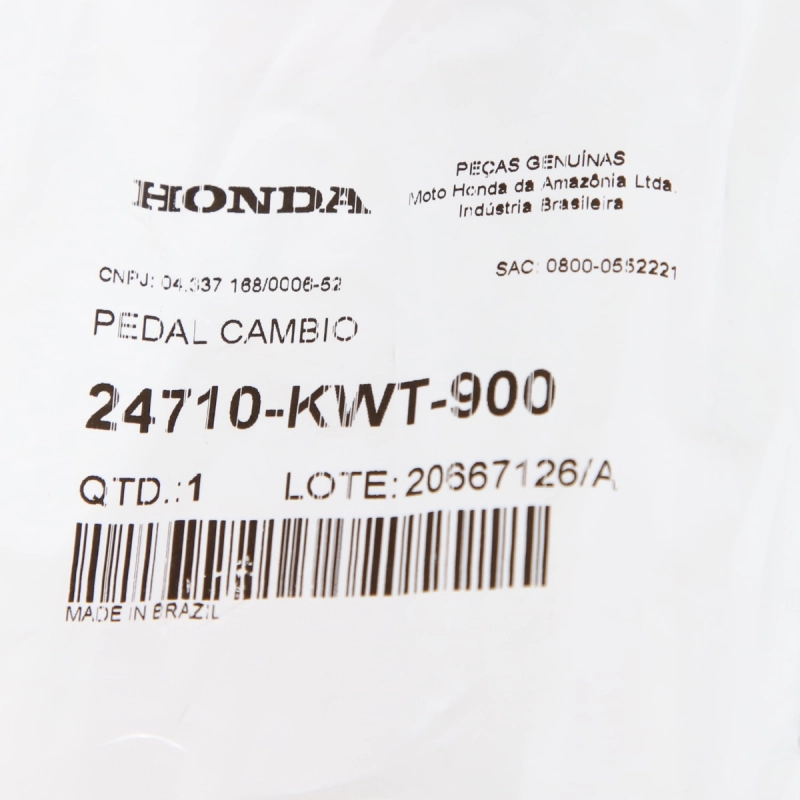 HONDA
PEÇAS GENUÍNAS
Moto Honda da Amazônia Ltda.
Indústria Brasileira
CNPJ: 04.337.168/0006-52
SAC: 0800-0552221
PEDAL CAMBIO
24710-KWT-900
QTD.:1 LOTE: 20667126/A
MADE IN BRAZIL